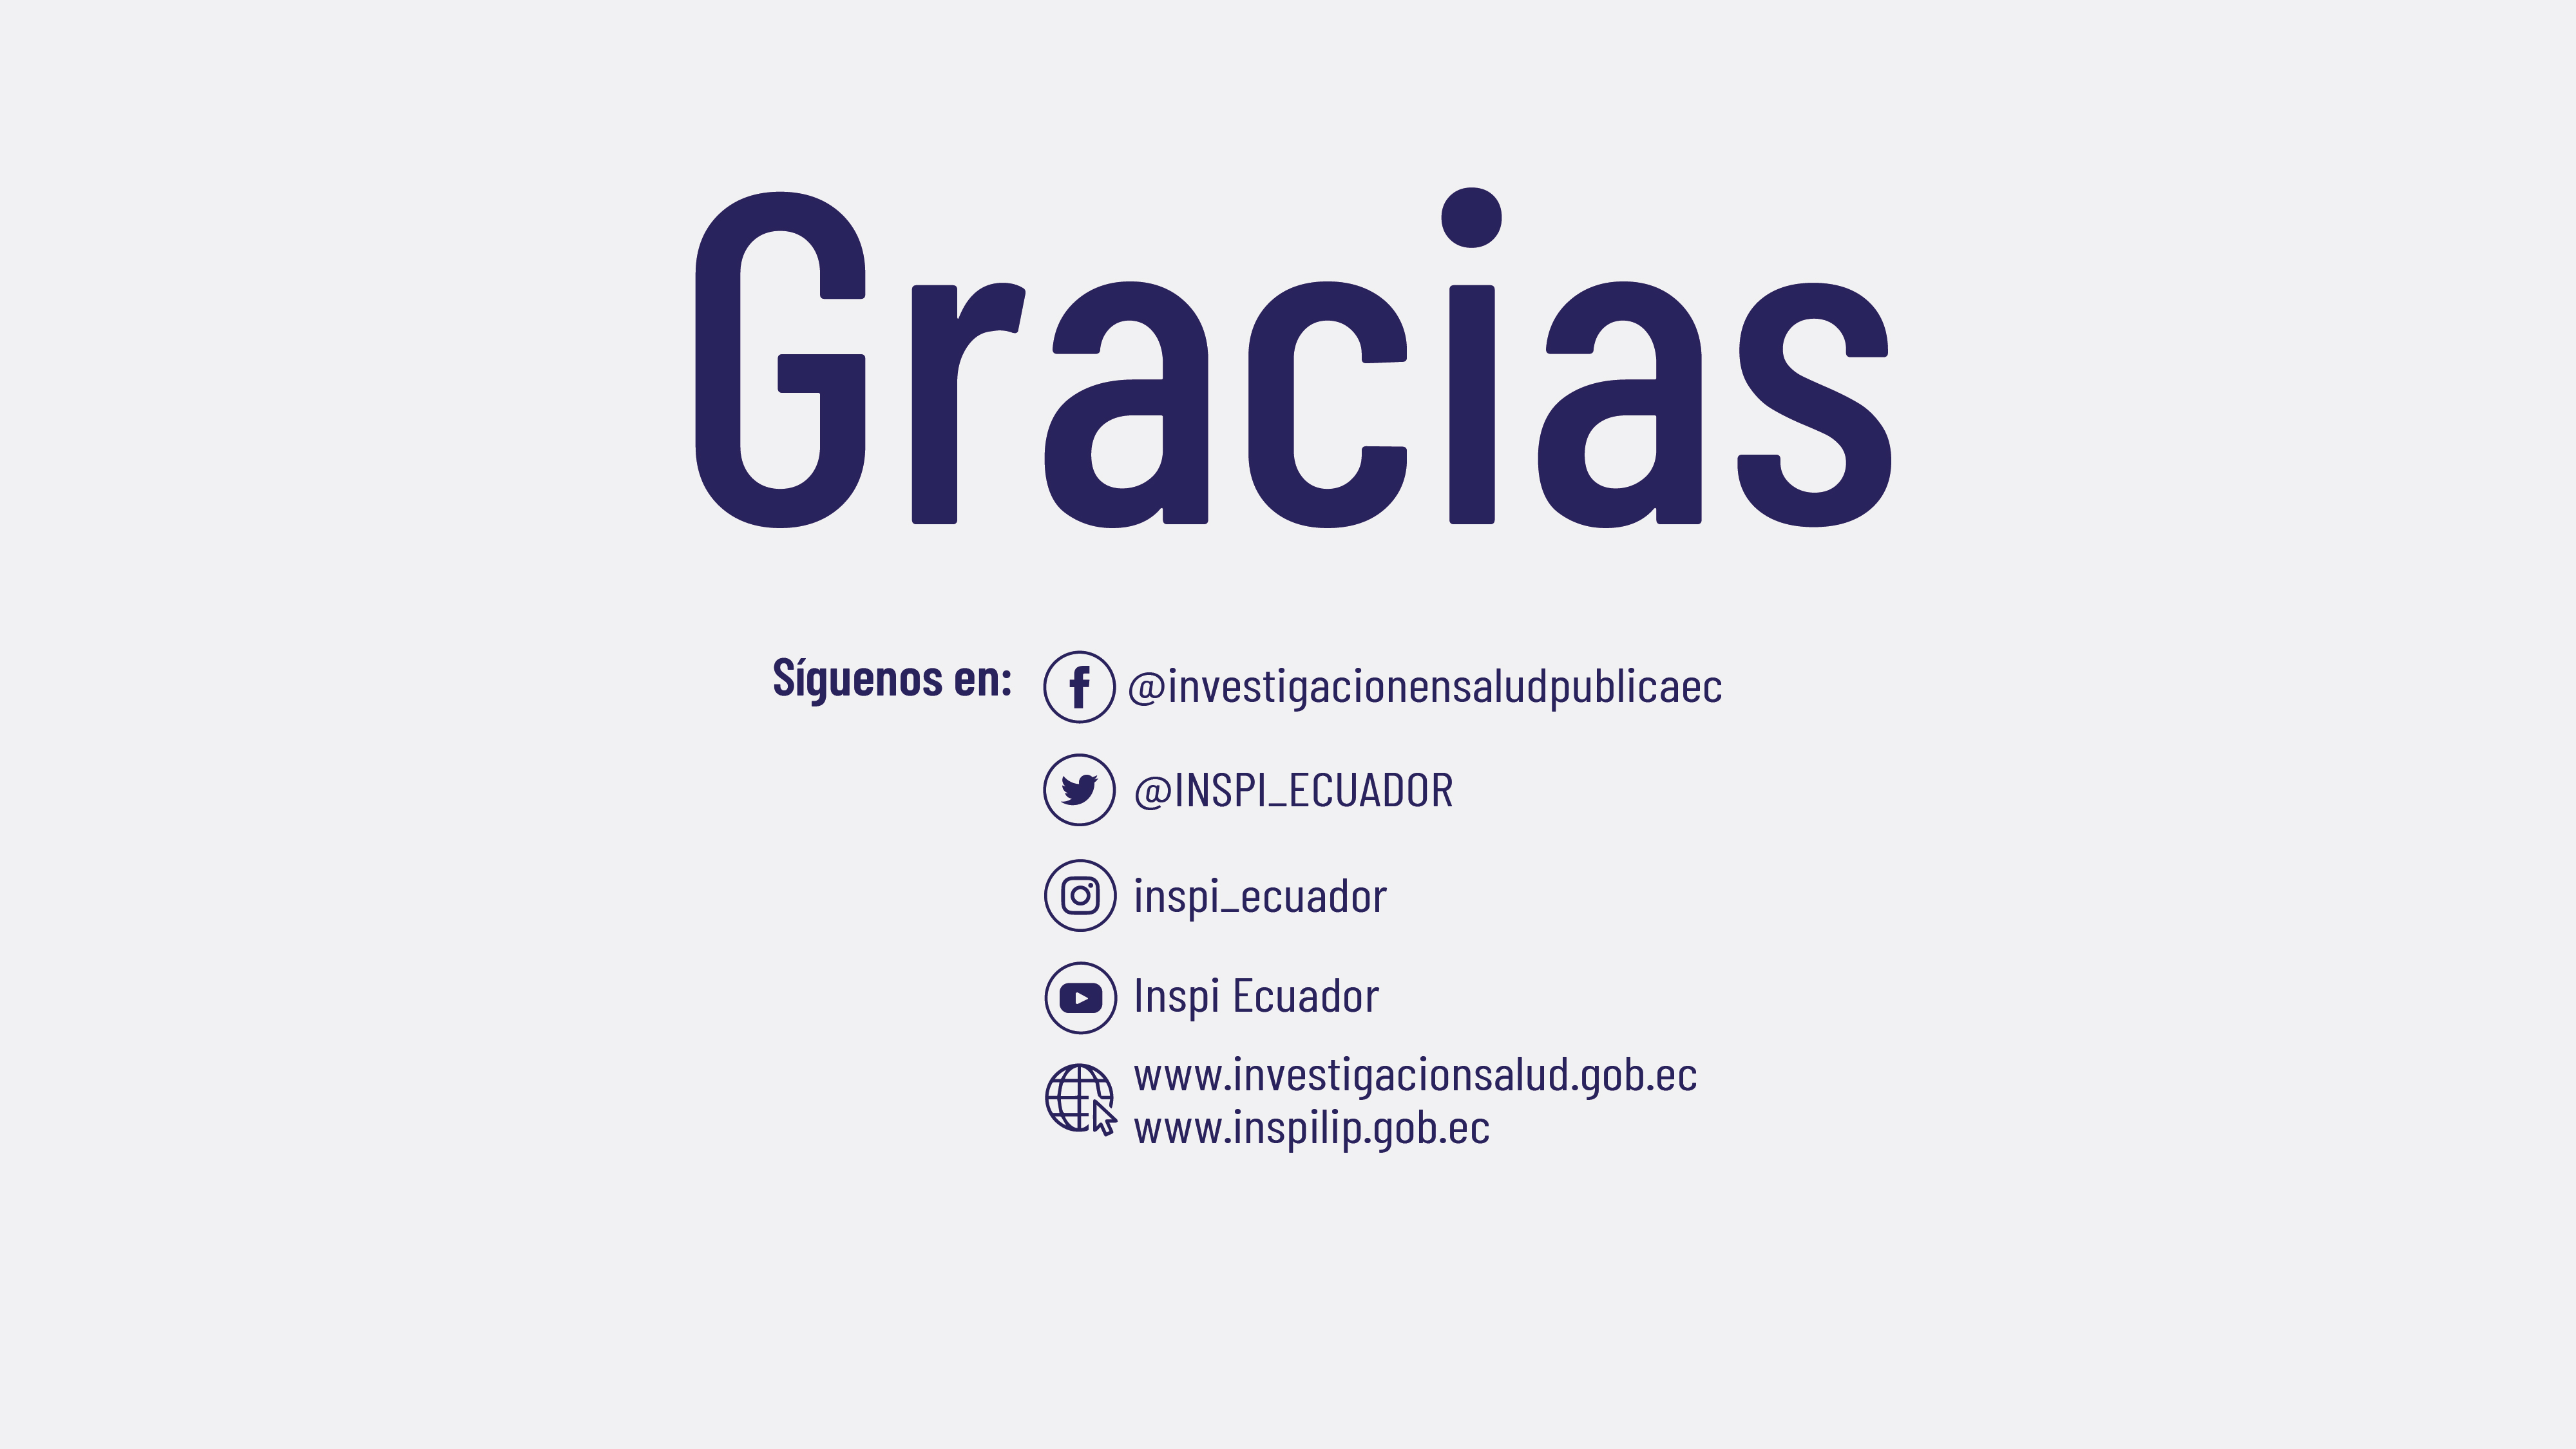 Gracias
Síguenos en:
@investigacionensaludpublicaec
@INSPI_ECUADOR
inspi_ecuador
Inspi Ecuador
www.investigacionsalud.gob.ec
www.inspilip.gob.ec